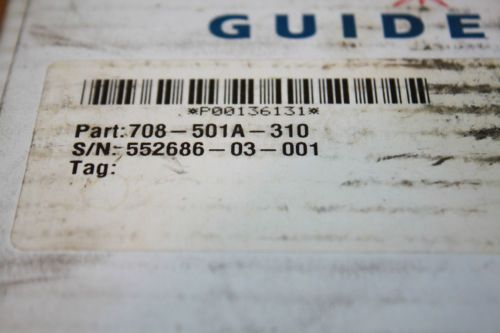 GUIDE
*P00136131*
Part:708-501A-310
S/N:552686-03-001
Tag: